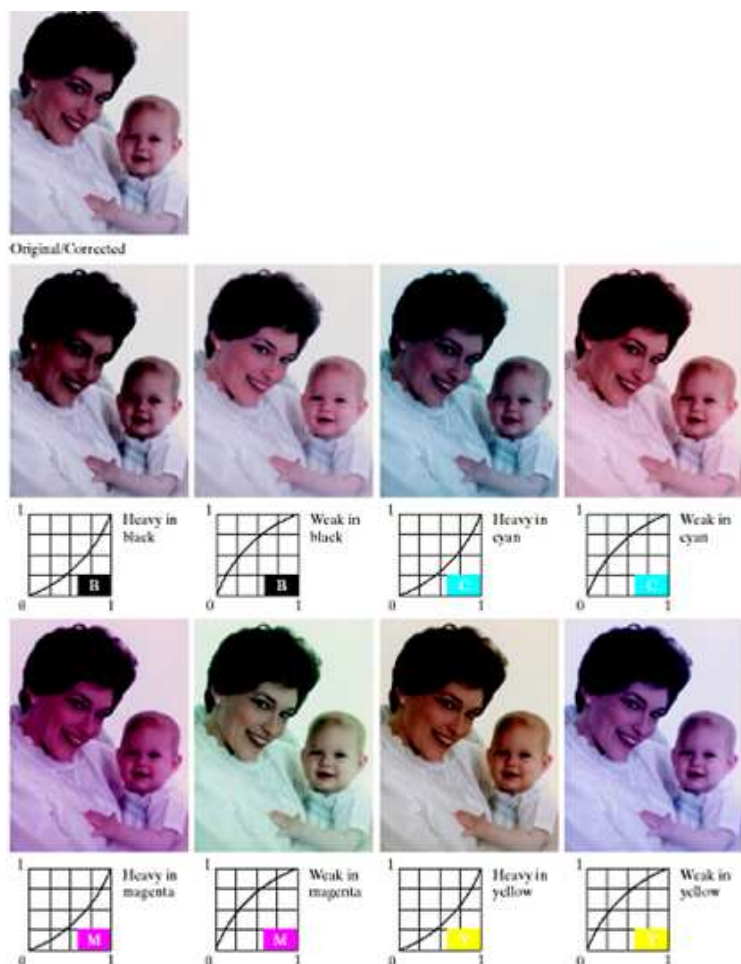 Original/Corrected
1
Heavy in
black
B
0
1
1
Weak in
black
B
0
1
1
Heavy in
cyan
C
0
1
1
Weak in
cyan
C
0
1
1
Heavy in
magenta
M
0
1
1
Weak in
magenta
M
0
1
1
Heavy in
yellow
Y
0
1
1
Weak in
yellow
Y
0
1